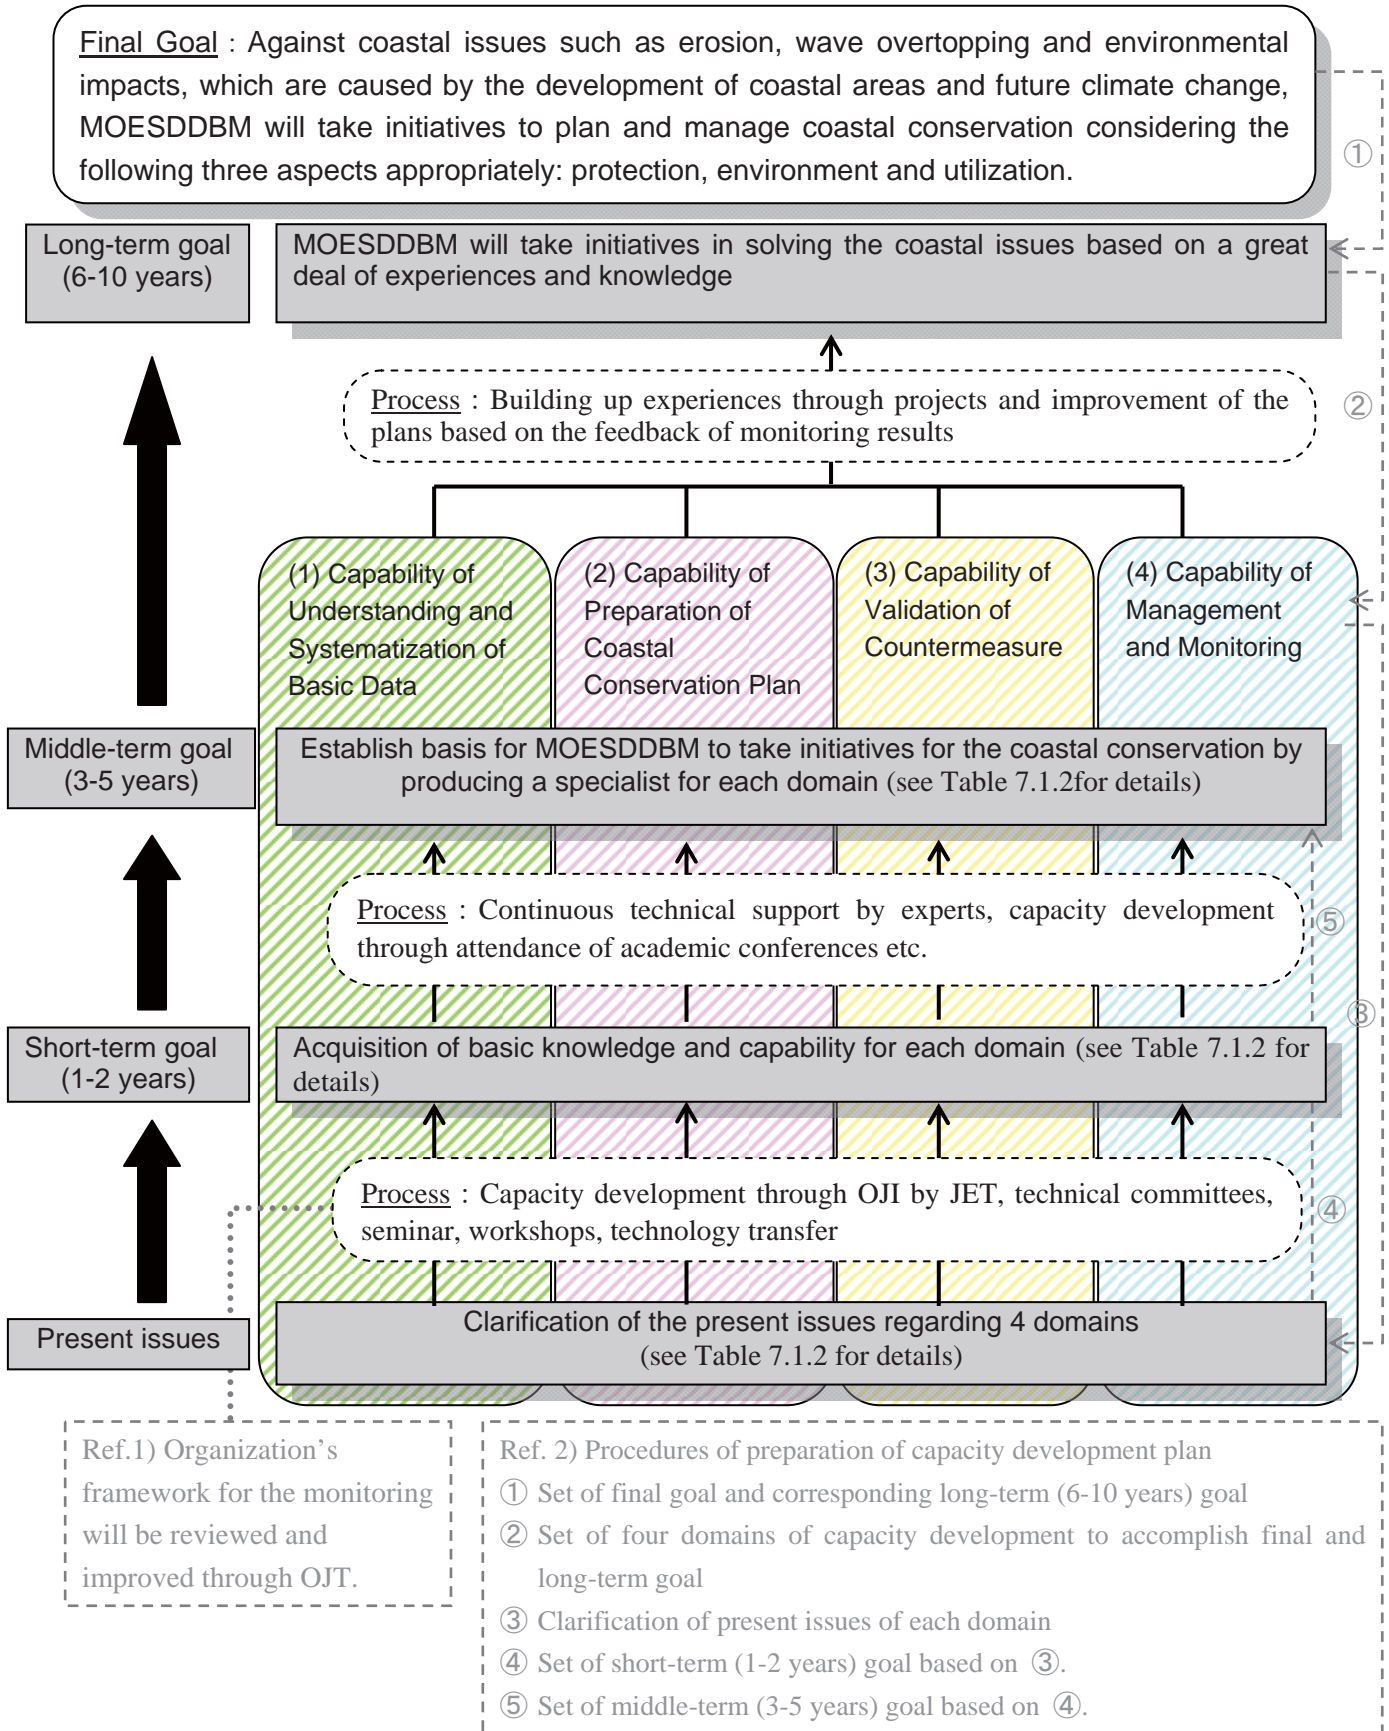 Final Goal : Against coastal issues such as erosion, wave overtopping and environmental
impacts, which are caused by the development of coastal areas and future climate change,
MOESDDBM will take initiatives to plan and manage coastal conservation considering the
following three aspects appropriately: protection, environment and utilization.
①
Long-term goal
(6-10 years)
MOESDDBM will take initiatives in solving the coastal issues based on a great
deal of experiences and knowledge
Process : Building up experiences through projects and improvement of the
plans based on the feedback of monitoring results
②
(1) Capability of
Understanding and
Systematization of
Basic Data
(2) Capability of
Preparation of
Coastal
Conservation Plan
(3) Capability of
Validation of
Countermeasure
(4) Capability of
Management
and Monitoring
Middle-term goal
(3-5 years)
Establish basis for MOESDDBM to take initiatives for the coastal conservation by
producing a specialist for each domain (see Table 7.1.2for details)
Process : Continuous technical support by experts, capacity development
through attendance of academic conferences etc.
⑤
③
Short-term goal
(1-2 years)
Acquisition of basic knowledge and capability for each domain (see Table 7.1.2 for
details)
Process : Capacity development through OJI by JET, technical committees,
seminar, workshops, technology transfer
④
Present issues
Clarification of the present issues regarding 4 domains
(see Table 7.1.2 for details)
Ref.1) Organization's
framework for the monitoring
will be reviewed and
improved through OJT.
Ref. 2) Procedures of preparation of capacity development plan
① Set of final goal and corresponding long-term (6-10 years) goal
② Set of four domains of capacity development to accomplish final and
long-term goal
③ Clarification of present issues of each domain
④ Set of short-term (1-2 years) goal based on ③.
⑤ Set of middle-term (3-5 years) goal based on ④.